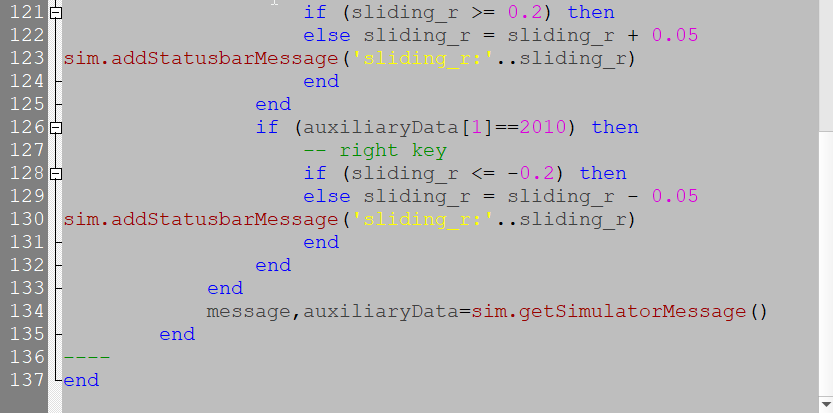 121 if (sliding_r >= 0.2) then
122 else sliding_r = sliding_r + 0.05
123 sim.addStatusbarMessage('sliding_r:'..sliding_r)
124 end
125 end
126 if (auxiliaryData[1]==2010) then
127 -- right key
128 if (sliding_r <= -0.2) then
129 else sliding_r = sliding_r - 0.05
130 sim.addStatusbarMessage('sliding_r:'..sliding_r)
131 end
132 end
133 end
134 message,auxiliaryData=sim.getSimulatorMessage()
135 end
136 ----
137 end